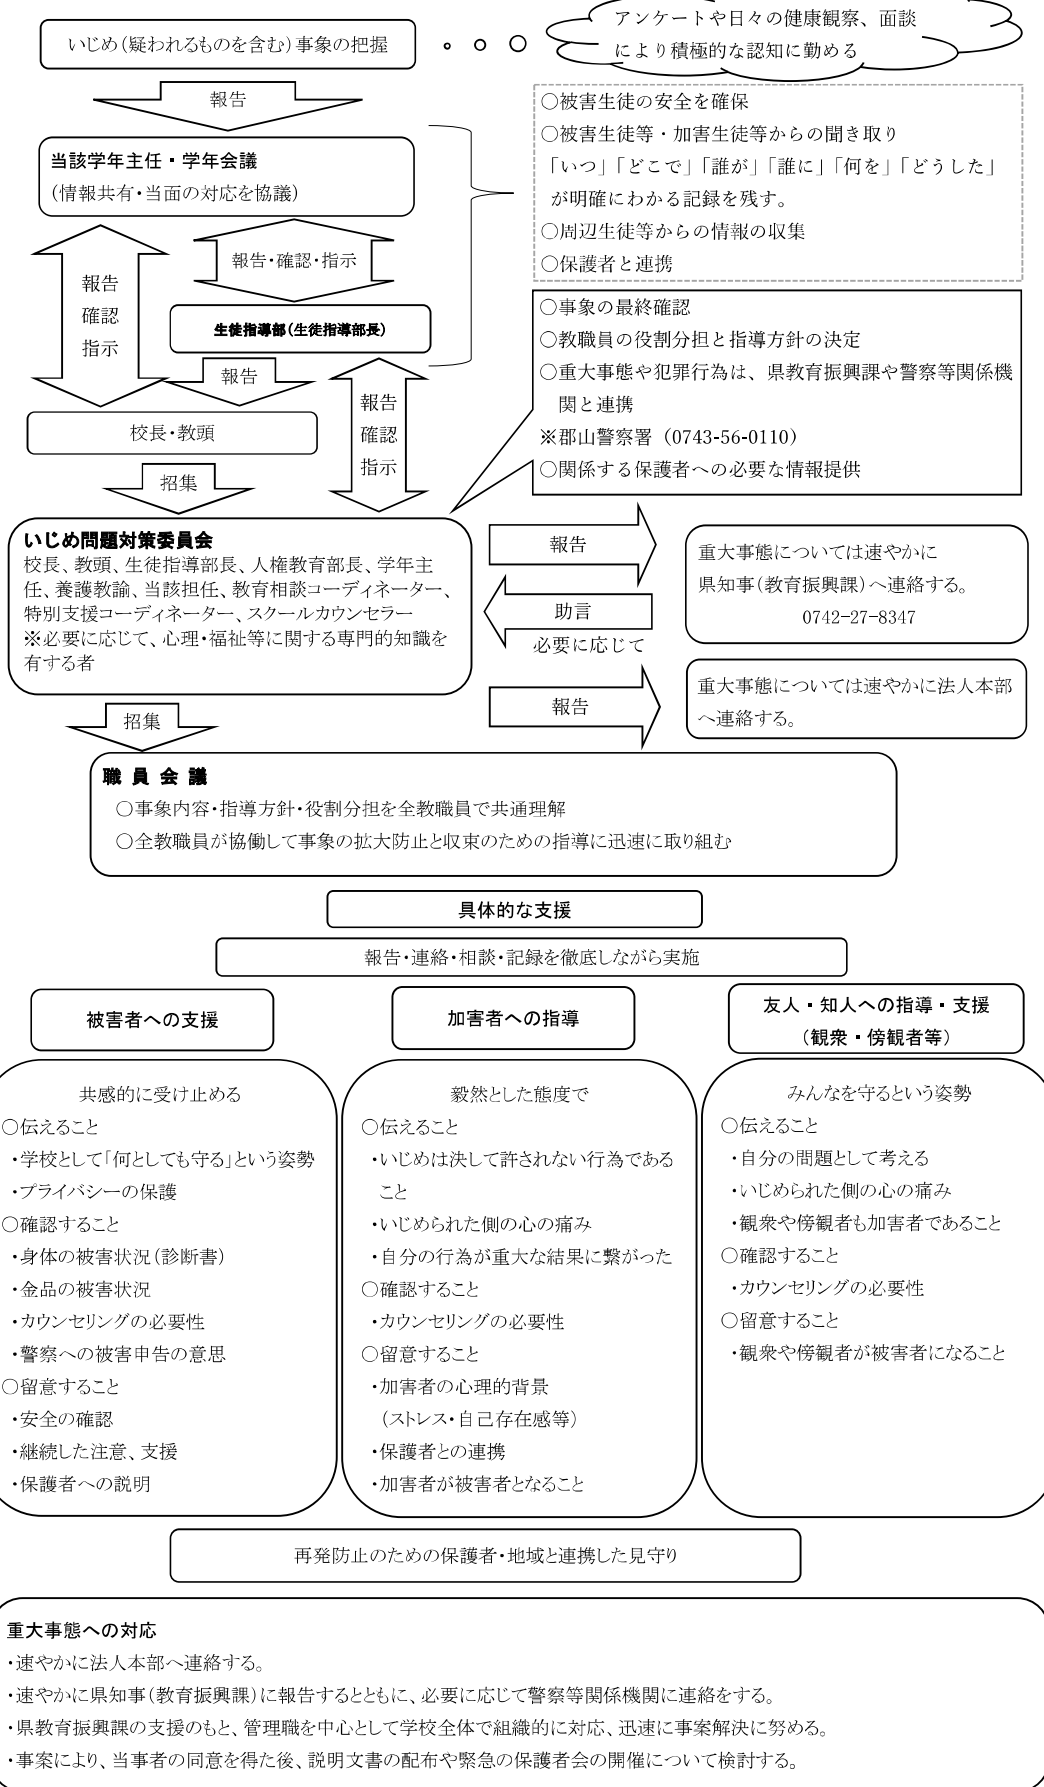 いじめ(疑われるものを含む)事象の把握
アンケートや日々の健康観察、面談
により積極的な認知に勤める
報告
当該学年主任・学年会議
(情報共有・当面の対応を協議)
○被害生徒の安全を確保
○被害生徒等・加害生徒等からの聞き取り
「いつ」「どこで」「誰が」「誰に」「何を」「どうした」
が明確にわかる記録を残す。
○周辺生徒等からの情報の収集
○保護者と連携
報告
確認
指示
報告・確認・指示
生徒指導部(生徒指導部長)
報告
報告
確認
指示
校長・教頭
招集
○事象の最終確認
○教職員の役割分担と指導方針の決定
○重大事態や犯罪行為は、県教育振興課や警察等関係機
関と連携
※郡山警察署(0743-56-0110)
○関係する保護者への必要な情報提供
いじめ問題対策委員会
校長、教頭、生徒指導部長、人権教育部長、学年主
任、養護教諭、当該担任、教育相談コーディネーター、
特別支援コーディネーター、スクールカウンセラー
※必要に応じて、心理・福祉等に関する専門的知識を
有する者
報告
助言
必要に応じて
報告
重大事態については速やかに
県知事(教育振興課)へ連絡する。
0742-27-8347
重大事態については速やかに法人本部
へ連絡する。
招集
職 員 会 議
○事象内容・指導方針・役割分担を全教職員で共通理解
○全教職員が協働して事象の拡大防止と収束のための指導に迅速に取り組む
具体的な支援
報告・連絡・相談・記録を徹底しながら実施
被害者への支援
共感的に受け止める
○伝えること
・学校として「何としても守る」という姿勢
・プライバシーの保護
○確認すること
・身体の被害状況(診断書)
・金品の被害状況
・カウンセリングの必要性
・警察への被害申告の意思
○留意すること
・安全の確認
・継続した注意、支援
・保護者への説明
加害者への指導
毅然とした態度で
○伝えること
・いじめは決して許されない行為である
こと
・いじめられた側の心の痛み
・自分の行為が重大な結果に繋がった
○確認すること
・カウンセリングの必要性
○留意すること
・加害者の心理的背景
(ストレス・自己存在感等)
・保護者との連携
・加害者が被害者となること
友人・知人への指導・支援
(観衆・傍観者等)
みんなを守るという姿勢
○伝えること
・自分の問題として考える
・いじめられた側の心の痛み
・観衆や傍観者も加害者であること
○確認すること
・カウンセリングの必要性
○留意すること
・観衆や傍観者が被害者になること
再発防止のための保護者・地域と連携した見守り
重大事態への対応
・速やかに法人本部へ連絡する。
・速やかに県知事(教育振興課)に報告するとともに、必要に応じて警察等関係機関に連絡をする。
・県教育振興課の支援のもと、管理職を中心として学校全体で組織的に対応、迅速に事案解決に努める。
・事案により、当事者の同意を得た後、説明文書の配布や緊急の保護者会の開催について検討する。